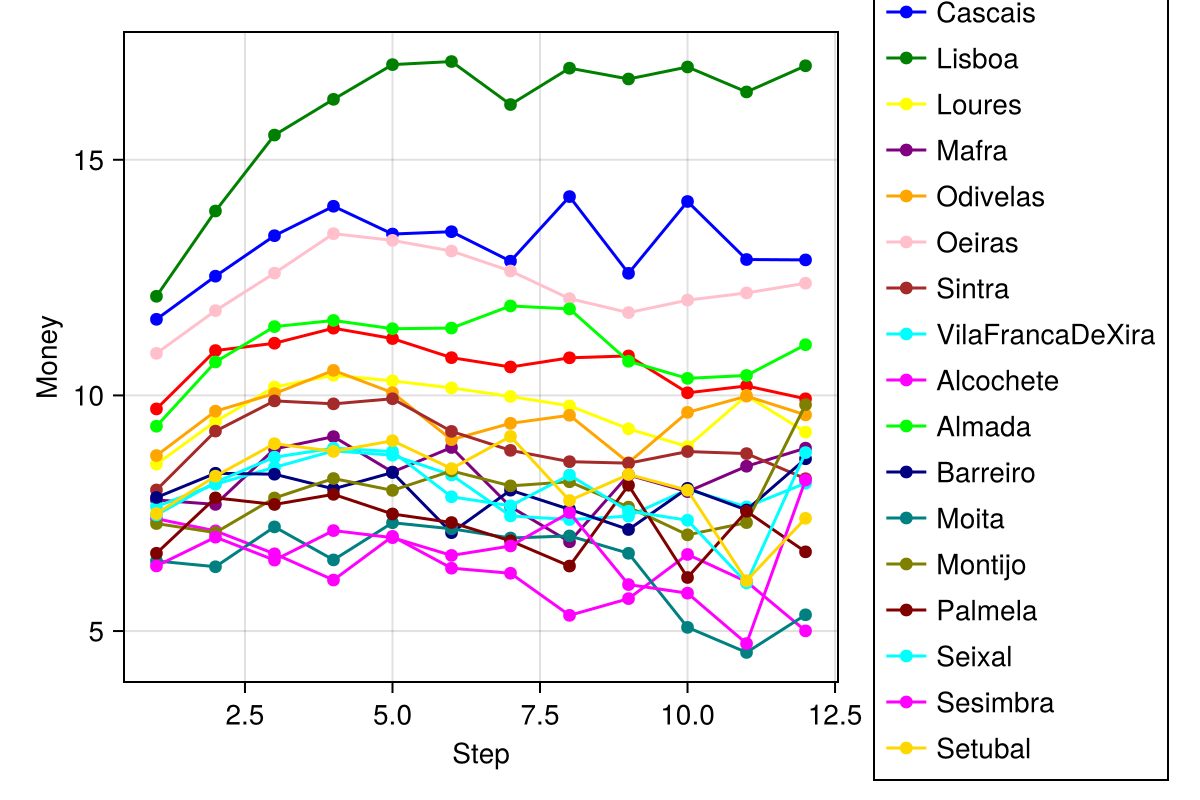 Cascais
Lisboa
Loures
Mafra
Odivelas
Oeiras
Sintra
VilaFrancaDeXira
Alcochete
Almada
Barreiro
Moita
Montijo
Palmela
Seixal
Sesimbra
Setubal
Money
15
10
5
2.5
5.0
7.5
10.0
12.5
Step